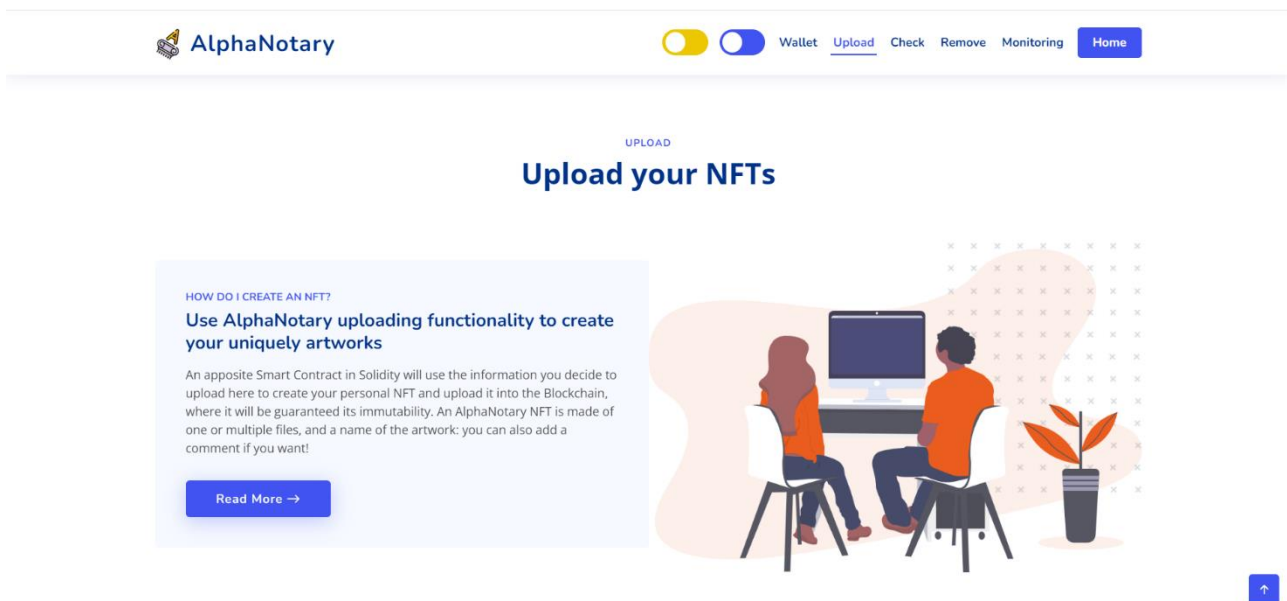 AlphaNotary
Wallet Upload Check Remove Monitoring Home
UPLOAD
Upload your NFTs
HOW DO I CREATE AN NFT?
Use AlphaNotary uploading functionality to create
your uniquely artworks
An apposite Smart Contract in Solidity will use the information you decide to
upload here to create your personal NFT and upload it into the Blockchain,
where it will be guaranteed its immutability. An AlphaNotary NFT is made of
one or multiple files, and a name of the artwork: you can also add a
comment if you want!
Read More →